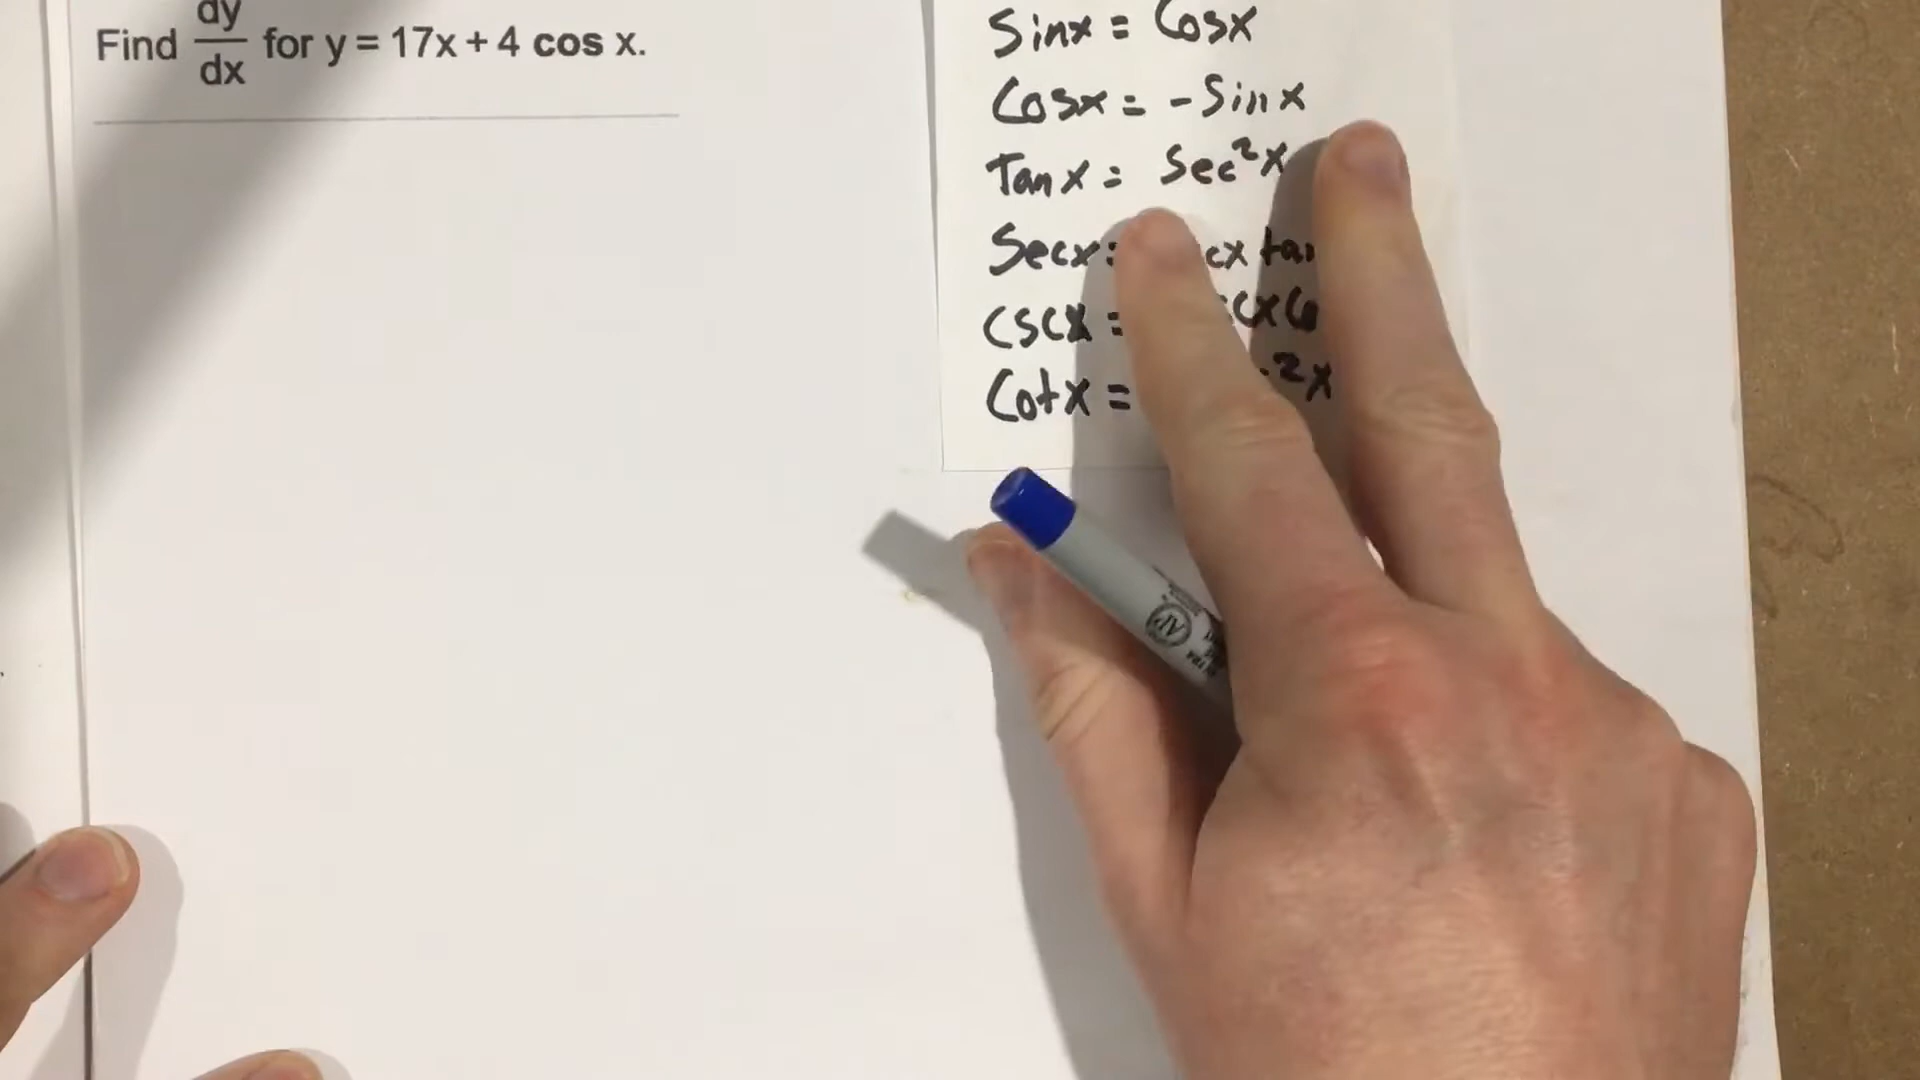 Find dy/dx for y = 17x + 4 cos x.
Sinx = Cosx
Cosx = -Sinx
Tanx = Sec²x
Secx =
Cscx =
Cotx =